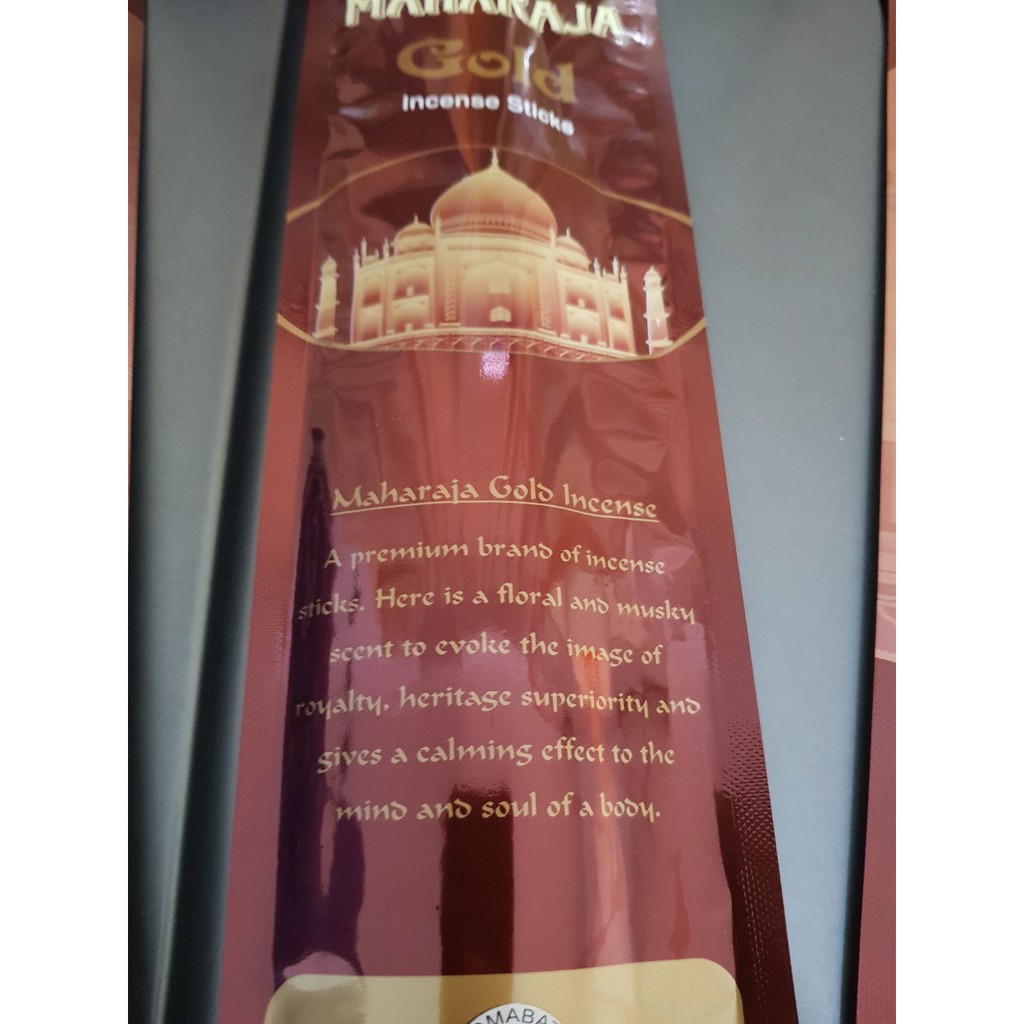 MAHARAJA
Gold
Incense Sticks
Maharaja Gold Incense
A premium brand of incense
sticks. Here is a floral and musky
scent to evoke the image of
royalty, heritage superiority and
gives a calming effect to the
mind and soul of a body.